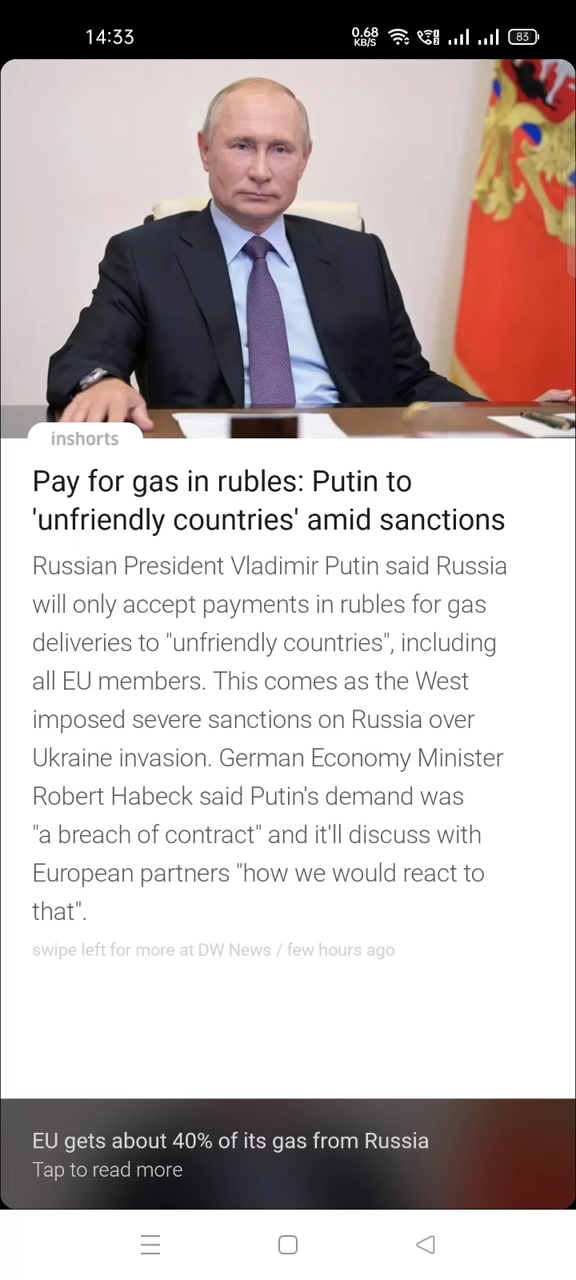 14:33
0.68
KB/S
83
inshorts
Pay for gas in rubles: Putin to
'unfriendly countries' amid sanctions
Russian President Vladimir Putin said Russia
will only accept payments in rubles for gas
deliveries to "unfriendly countries", including
all EU members. This comes as the West
imposed severe sanctions on Russia over
Ukraine invasion. German Economy Minister
Robert Habeck said Putin's demand was
"a breach of contract" and it'll discuss with
European partners "how we would react to
that".
swipe left for more at DW News / few hours ago
EU gets about 40% of its gas from Russia
Tap to read more